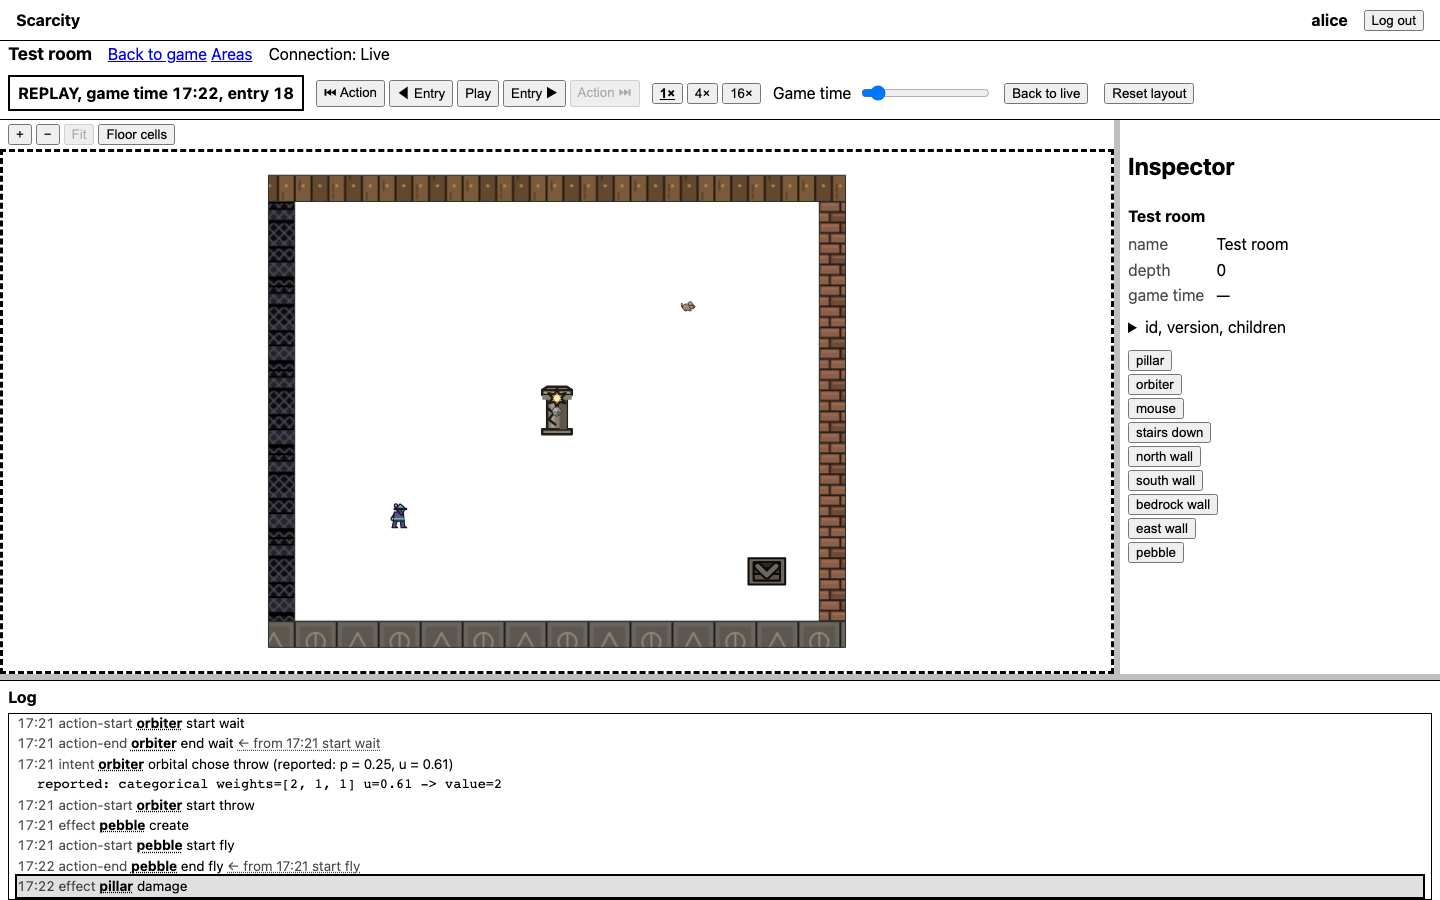 Scarcity
alice
Log out
Test room
Back to game
Areas
Connection: Live
REPLAY, game time 17:22, entry 18
⏮ Action
◀ Entry
Play
Entry ▶
Action ⏭
1×
4×
16×
Game time
Back to live
Reset layout
+
−
Fit
Floor cells
Inspector
Test room
name Test room
depth 0
game time —
▶ id, version, children
pillar
orbiter
mouse
stairs down
north wall
south wall
bedrock wall
east wall
pebble
Log
17:21 action-start orbiter start wait
17:21 action-end orbiter end wait ← from 17:21 start wait
17:21 intent orbiter orbital chose throw (reported: p = 0.25, u = 0.61)
reported: categorical weights=[2, 1, 1] u=0.61 -> value=2
17:21 action-start orbiter start throw
17:21 effect pebble create
17:21 action-start pebble start fly
17:22 action-end pebble end fly ← from 17:21 start fly
17:22 effect pillar damage